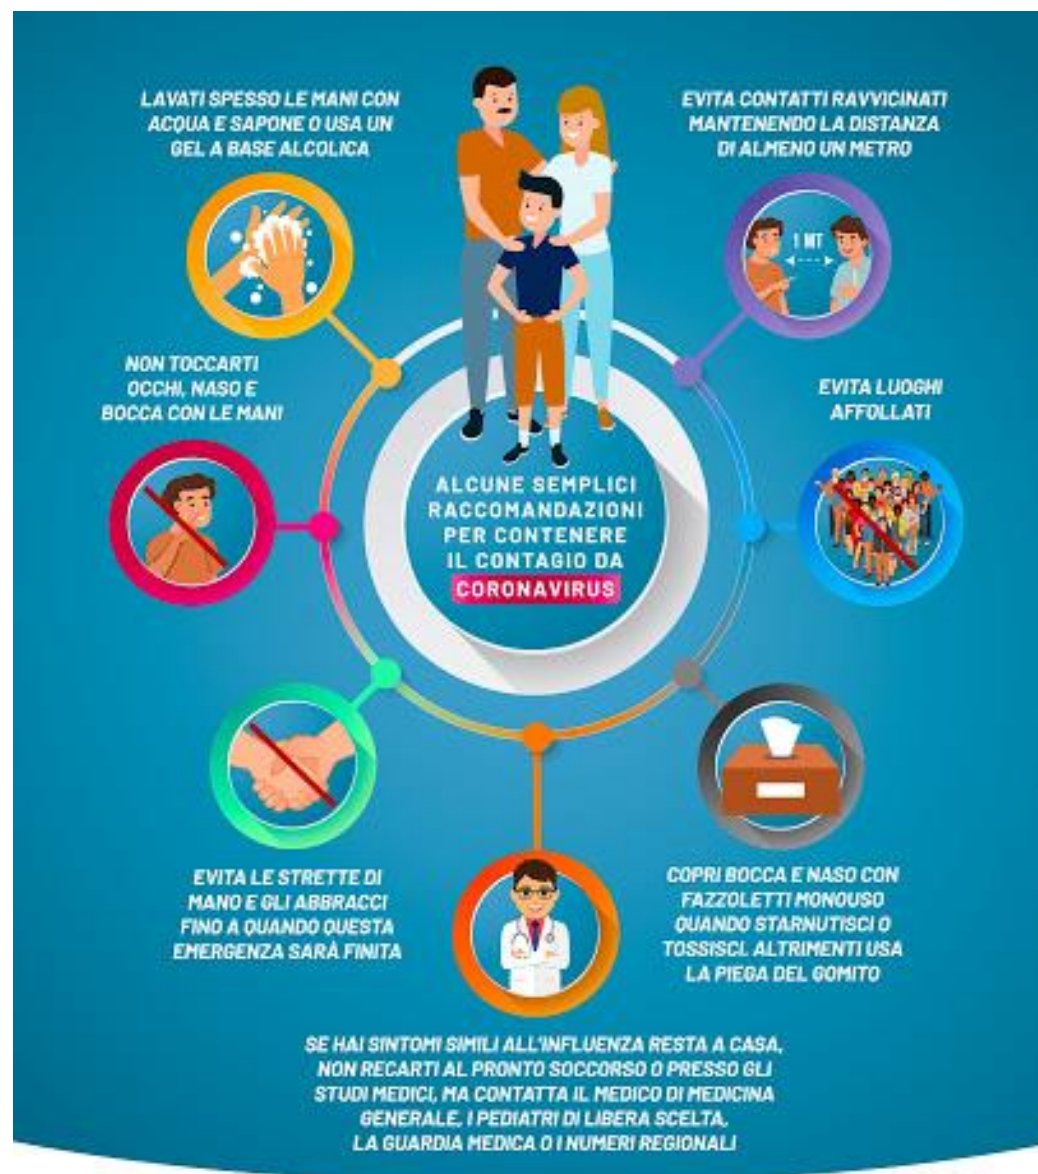 LAVATI SPESSO LE MANI CON
ACQUA E SAPONE O USA UN
GEL A BASE ALCOLICA
EVITA CONTATTI RAVVICINATI
MANTENENDO LA DISTANZA
DI ALMENO UN METRO
1 MT
NON TOCCARTI
OCCHI, NASO E
BOCCA CON LE MANI
EVITA LUOGHI
AFFOLLATI
ALCUNE SEMPLICI
RACCOMANDAZIONI
PER CONTENERE
IL CONTAGIO DA
CORONAVIRUS
EVITA LE STRETTE DI
MANO E GLI ABBRACCI
FINO A QUANDO QUESTA
EMERGENZA SARÀ FINITA
COPRI BOCCA E NASO CON
FAZZOLETTI MONOUSO
QUANDO STARNUTISCI O
TOSSISCI. ALTRIMENTI USA
LA PIEGA DEL GOMITO
SE HAI SINTOMI SIMILI ALL'INFLUENZA RESTA A CASA,
NON RECARTI AL PRONTO SOCCORSO O PRESSO GLI
STUDI MEDICI, MA CONTATTA IL MEDICO DI MEDICINA
GENERALE, I PEDIATRI DI LIBERA SCELTA,
LA GUARDIA MEDICA O I NUMERI REGIONALI